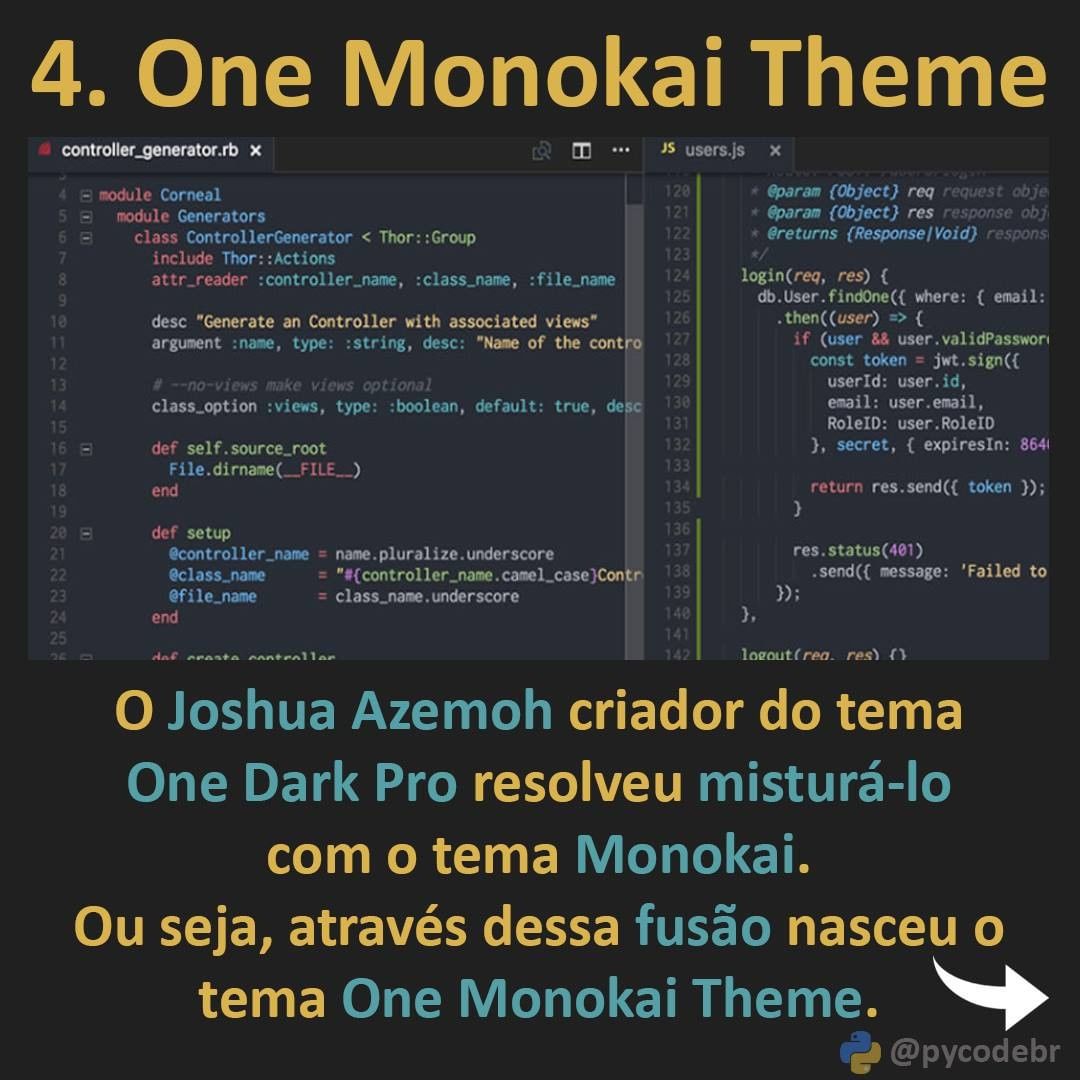 4. One Monokai Theme
controller_generator.rb
4 module Corneal
5 module Generators
6 class ControllerGenerator < Thor::Group
7 include Thor::Actions
8 attr_reader :controller_name, :class_name, :file_name
9
10 desc "Generate an Controller with associated views"
11 argument :name, type: :string, desc: "Name of the contro
12
13 # --no-views make views optional
14 class_option :views, type: :boolean, default: true, desc
15
16 def self.source_root
17 File.dirname(__FILE__)
18 end
19
20 def setup
21 @controller_name = name.pluralize.underscore
22 @class_name = "#{controller_name.camel_case}Contr
23 @file_name = class_name.underscore
24 end
25
26 def create_controller
JS users.js
120 * @param {Object} req request obje
121 * @param {Object} res response obj
122 * @returns {Response|Void} respons
123 */
124 login(req, res) {
125 db.User.findOne({ where: { email:
126 .then((user) => {
127 if (user && user.validPassword
128 const token = jwt.sign({
129 userId: user.id,
130 email: user.email,
131 RoleID: user.RoleID
132 }, secret, { expiresIn: 8640
133
134 return res.send({ token });
135 }
136
137 res.status(401)
138 .send({ message: 'Failed to
139 });
140 },
141
142 logout(req, res) {}
O Joshua Azemoh criador do tema
One Dark Pro resolveu misturá-lo
com o tema Monokai.
Ou seja, através dessa fusão nasceu o
tema One Monokai Theme.
@pycodebr